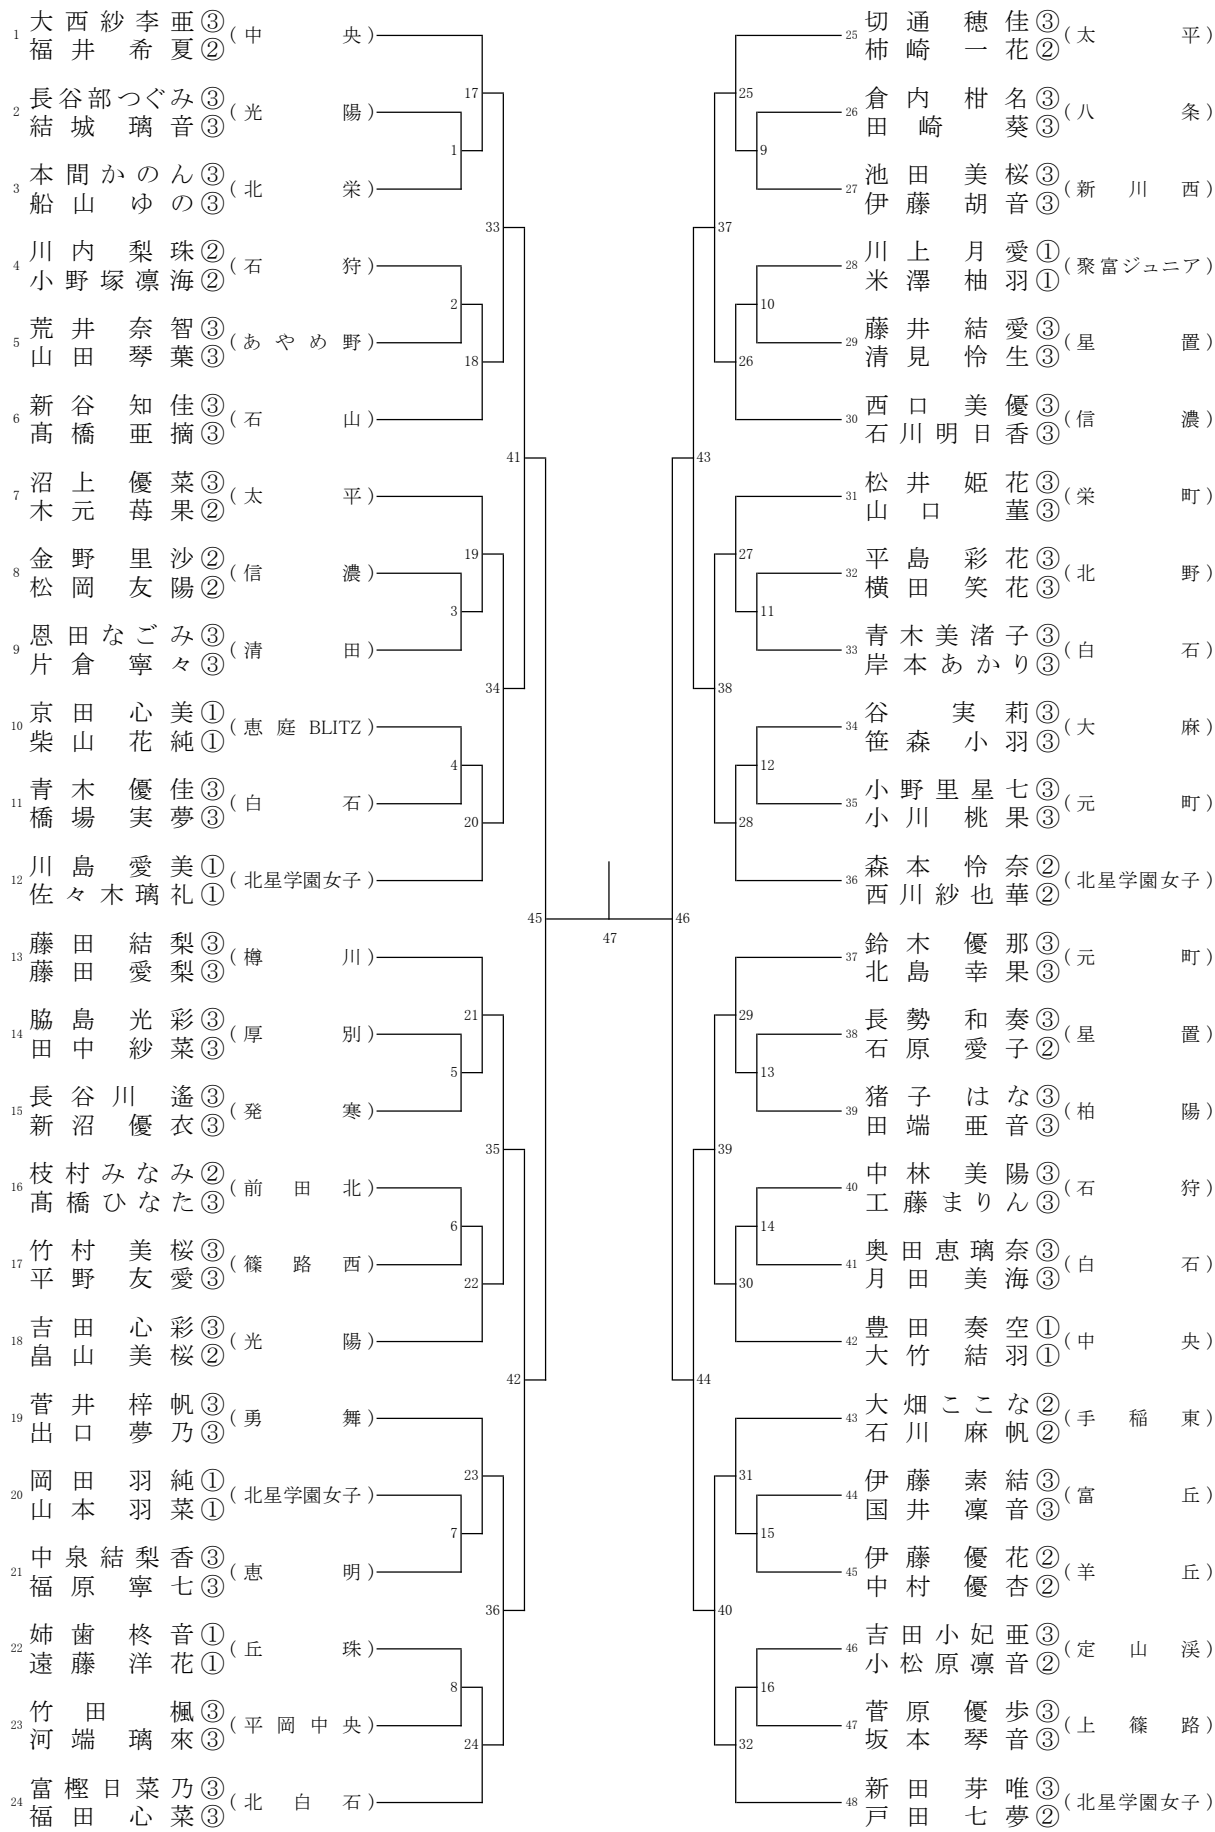 1 大西紗李亜③ 福井希夏② (中央)
2 長谷部つぐみ③ 結城璃音③ (光陽)
3 本間かのん③ 船山ゆの③ (北栄)
4 川内梨珠② 小野塚凛海② (石狩)
5 荒井奈智③ 山田琴葉③ (あやめ野)
6 新谷知佳③ 髙橋亜摘③ (石山)
7 沼上優菜③ 木元苺果② (太平)
8 金野里沙② 松岡友陽② (信濃)
9 恩田なごみ③ 片倉寧々③ (清田)
10 京田心美① 柴山花純① (恵庭BLITZ)
11 青木優佳③ 橋場実夢③ (白石)
12 川島愛美① 佐々木璃礼① (北星学園女子)
13 藤田結梨③ 藤田愛梨③ (樽川)
14 脇島光彩③ 田中紗菜③ (厚別)
15 長谷川遙③ 新沼優衣③ (発寒)
16 枝村みなみ② 髙橋ひなた③ (前田北)
17 竹村美桜③ 平野友愛③ (篠路西)
18 吉田心彩③ 畠山美桜② (光陽)
19 菅井梓帆③ 出口夢乃③ (勇舞)
20 岡田羽純① 山本羽菜① (北星学園女子)
21 中泉結梨香③ 福原寧七③ (恵明)
22 姉歯柊音① 遠藤洋花① (丘珠)
23 竹田楓③ 河端璃來③ (平岡中央)
24 富樫日菜乃③ 福田心菜③ (北白石)
17
1
33
2
18
41
19
3
34
4
20
45
21
5
35
6
22
42
23
7
36
8
24
47
25
9
37
10
26
43
27
11
38
12
28
46
29
13
39
14
30
44
31
15
40
16
32
25 切通穂佳③ 柿崎一花② (太平)
26 倉内柑名③ 田崎葵③ (八条)
27 池田美桜③ 伊藤胡音③ (新川西)
28 川上月愛① 米澤柚羽① (聚富ジュニア)
29 藤井結愛③ 清見怜生③ (星置)
30 西口美優③ 石川明日香③ (信濃)
31 松井姫花③ 山口菫③ (栄町)
32 平島彩花③ 横田笑花③ (北野)
33 青木美渚子③ 岸本あかり③ (白石)
34 谷実莉③ 笹森小羽③ (大麻)
35 小野里星七③ 小川桃果③ (元町)
36 森本怜奈② 西川紗也華② (北星学園女子)
37 鈴木優那③ 北島幸果③ (元町)
38 長勢和奏③ 石原愛子② (星置)
39 猪子はな③ 田端亜音③ (柏陽)
40 中林美陽③ 工藤まりん③ (石狩)
41 奥田恵璃奈③ 月田美海③ (白石)
42 豊田奏空① 大竹結羽① (中央)
43 大畑ここな② 石川麻帆② (手稲東)
44 伊藤素結③ 国井凜音③ (富丘)
45 伊藤優花② 中村優杏② (羊丘)
46 吉田小妃亜③ 小松原凛音② (定山渓)
47 菅原優歩③ 坂本琴音③ (上篠路)
48 新田芽唯③ 戸田七夢② (北星学園女子)